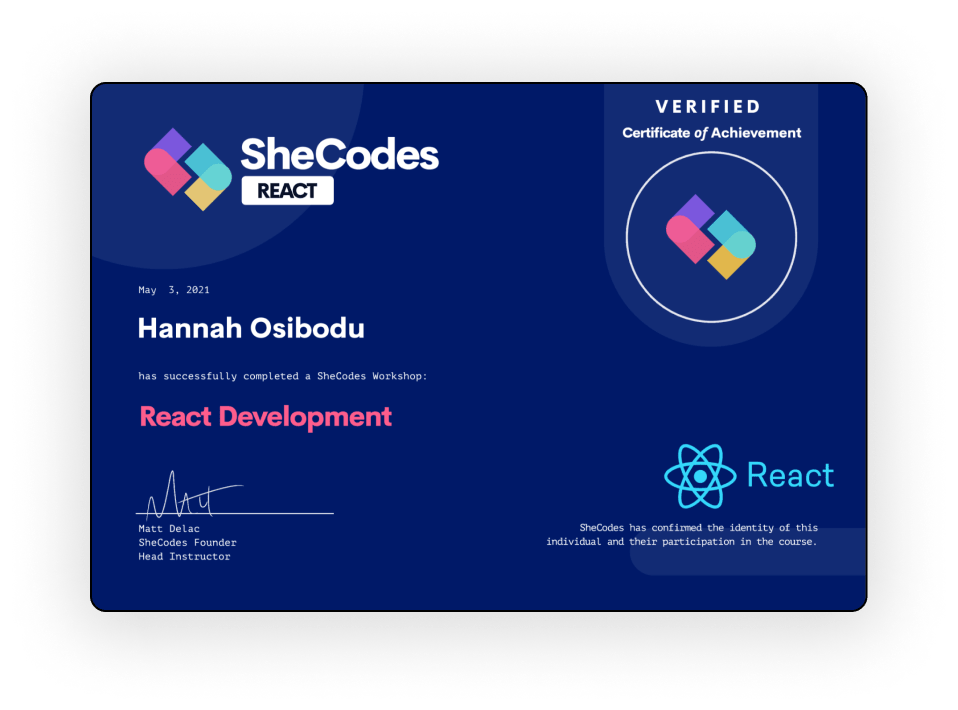 SheCodes
REACT
VERIFIED
Certificate of Achievement
May 3, 2021
Hannah Osibodu
has successfully completed a SheCodes Workshop:
React Development
Matt Delac
SheCodes Founder
Head Instructor
React
SheCodes has confirmed the identity of this
individual and their participation in the course.